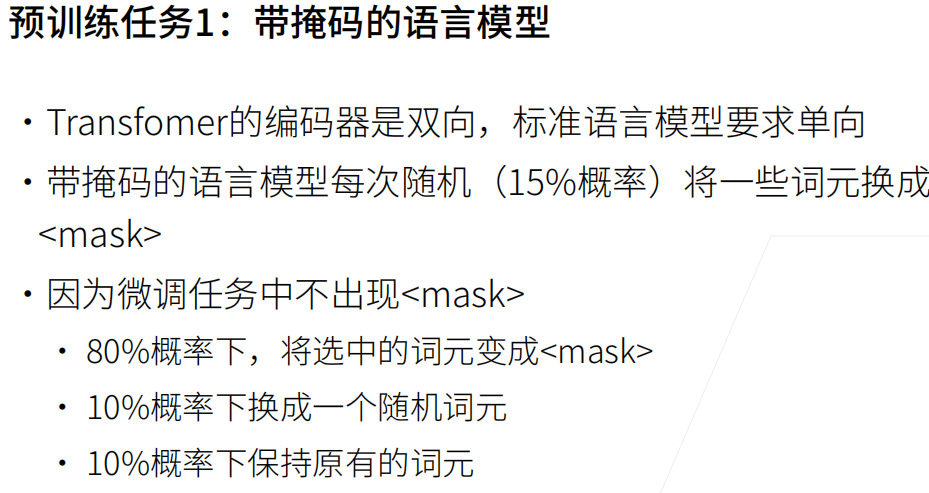 预训练任务1：带掩码的语言模型
• Transfomer的编码器是双向，标准语言模型要求单向
• 带掩码的语言模型每次随机（15%概率）将一些词元换成
<mask>
• 因为微调任务中不出现<mask>
• 80%概率下，将选中的词元变成<mask>
• 10%概率下换成一个随机词元
• 10%概率下保持原有的词元